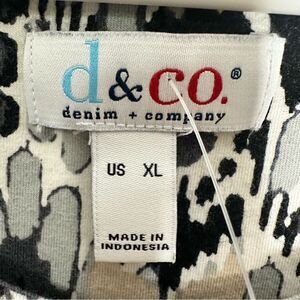 d&co.®
denim + company
US XL
MADE IN
INDONESIA